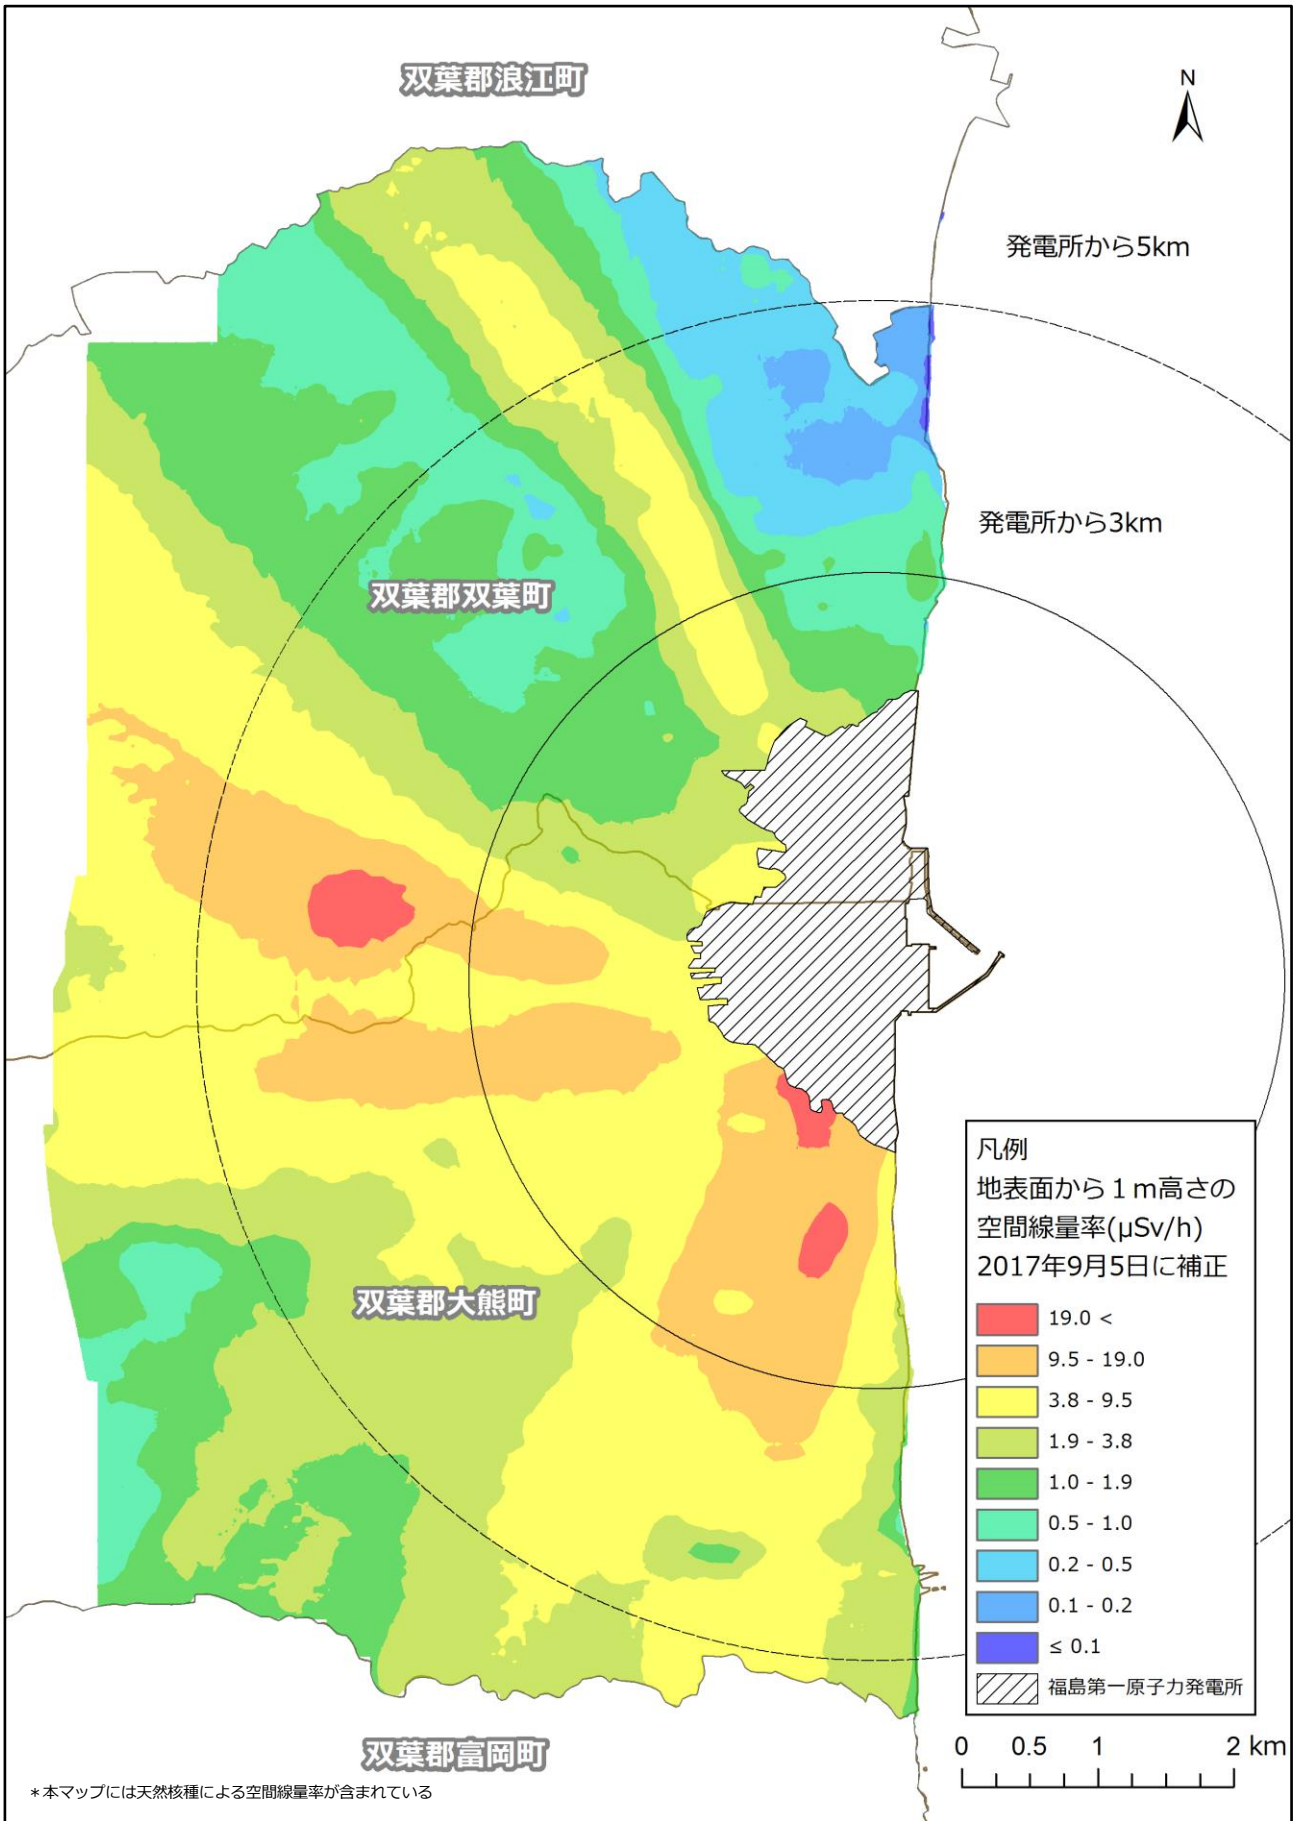 双葉郡浪江町
N
発電所から5km
発電所から3km
双葉郡双葉町
双葉郡大熊町
凡例
地表面から１ｍ高さの
空間線量率(μSv/h)
2017年9月5日に補正
19.0 <
9.5 - 19.0
3.8 - 9.5
1.9 - 3.8
1.0 - 1.9
0.5 - 1.0
0.2 - 0.5
0.1 - 0.2
≤ 0.1
福島第一原子力発電所
双葉郡富岡町
0 0.5 1 2 km
＊本マップには天然核種による空間線量率が含まれている